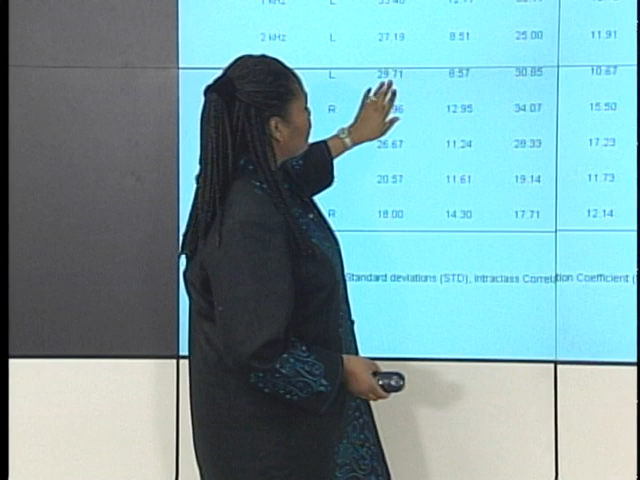 1 kHz L
2 kHz L 27.19 8.51 25.00 11.91
L 29.71 8.57 30.85 10.67
R 12.95 34.07 15.50
26.67 11.24 28.33 17.23
20.57 11.61 19.14 11.73
R 18.00 14.30 17.71 12.14
Standard deviations (STD), Intraclass Correlation Coefficient (